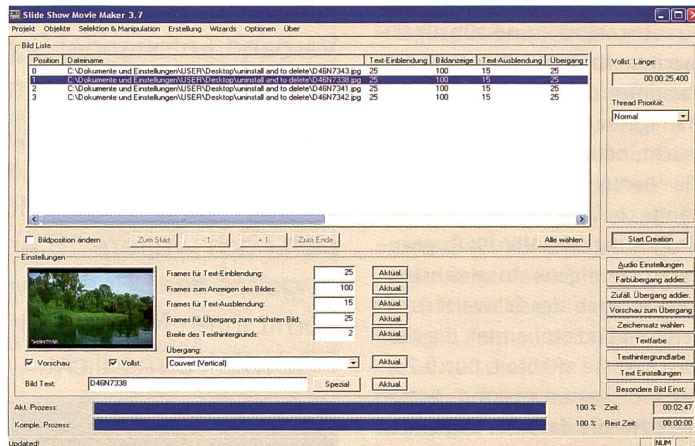 Slide Show Movie Maker 3.7
Projekt Objekte Selektion & Manipulation Erstellung Wizards Optionen Über
Bild Liste
Position Dateiname Text-Einblendung Bildanzeige Text-Ausblendung Übergang r
0 C:\Dokumente und Einstellungen\USER\Desktop\uninstall and to delete\D46N7343.jpg 25 100 15 25
1 C:\Dokumente und Einstellungen\USER\Desktop\uninstall and to delete\D46N7338.jpg 25 100 15 25
2 C:\Dokumente und Einstellungen\USER\Desktop\uninstall and to delete\D46N7341.jpg 25 100 15 25
3 C:\Dokumente und Einstellungen\USER\Desktop\uninstall and to delete\D46N7342.jpg 25 100 15 25
Vollst. Länge:
00:00:25,400
Thread Priorität:
Normal
Bildposition ändern Zum Start - 1 + 1 Zum Ende Alle wählen
Start Creation
Einstellungen
Frames für Text-Einblendung: 25 Aktual.
Frames zum Anzeigen des Bildes: 100 Aktual.
Frames für Text-Ausblendung: 15 Aktual.
Frames für Übergang zum nächsten Bild: 25 Aktual.
Breite des Texthintergrunds: 2 Aktual.
Übergang:
Couvert (Vertical) Aktual.
D46N7338
Vorschau Vollst.
Bild Text: D46N7338 Spezial Aktual.
Audio Einstellungen
Farbübergang addier.
Zufäll. Übergang addier.
Vorschau zum Übergang
Zeichensatz wählen
Textfarbe
Texthintergrundfarbe
Text Einstellungen
Besondere Bild Einst.
Akt. Prozess: 100 % Zeit: 00:02:47
Komple. Prozess: 100 % Rest Zeit: 00:00:00
Updated! NUM